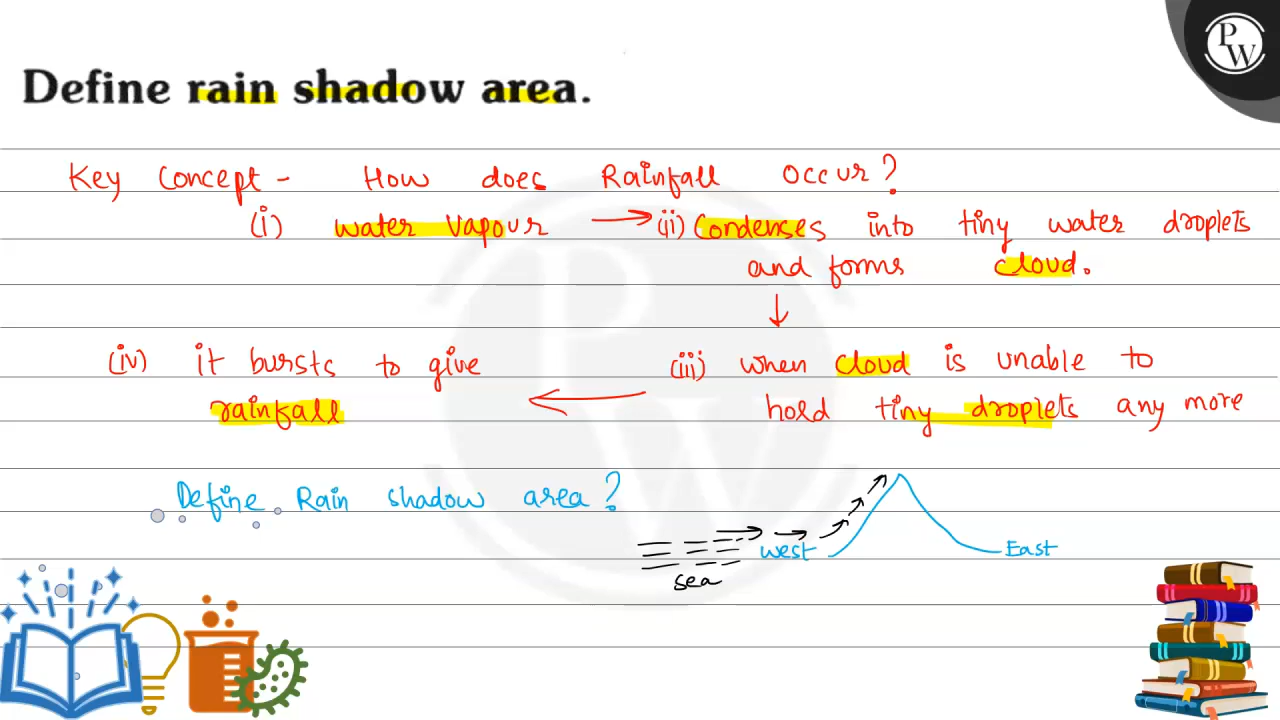 PW
Define rain shadow area.
Key Concept - How does Rainfall Occur?
(i) water vapour → (ii) Condenses into tiny water droplets
and forms cloud.
↓
(iv) it bursts to give (iii) when cloud is unable to
rainfall ← hold tiny droplets any more
Define Rain shadow area?
West East
sea